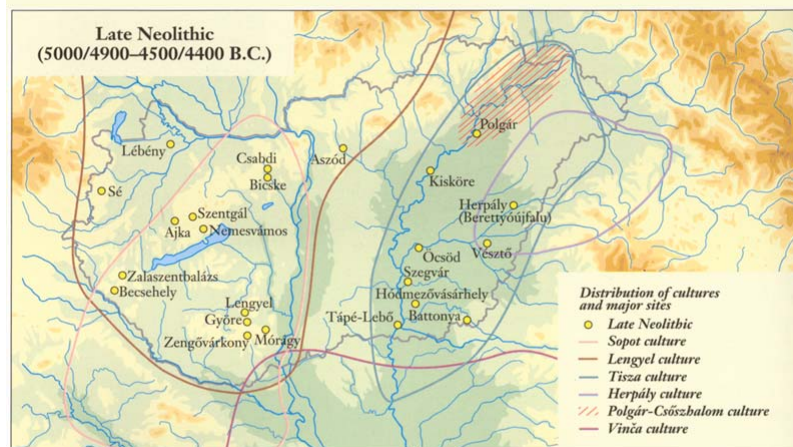 Late Neolithic
(5000/4900–4500/4400 B.C.)
Lébény
Sé
Csabdi
Bicske
Aszód
Polgár
Kisköre
Szentgál
Ajka
Nemesvámos
Herpály
(Berettyóújfalu)
Vésztő
Öcsöd
Szegvár
Zalaszentbalázs
Becsehely
Hódmezővásárhely
Lengyel
Györe
Tápé-Lebő
Battonya
Zengővárkony
Mórágy
Distribution of cultures
and major sites
Late Neolithic
Sopot culture
Lengyel culture
Tisza culture
Herpály culture
Polgár-Csőszhalom culture
Vinča culture